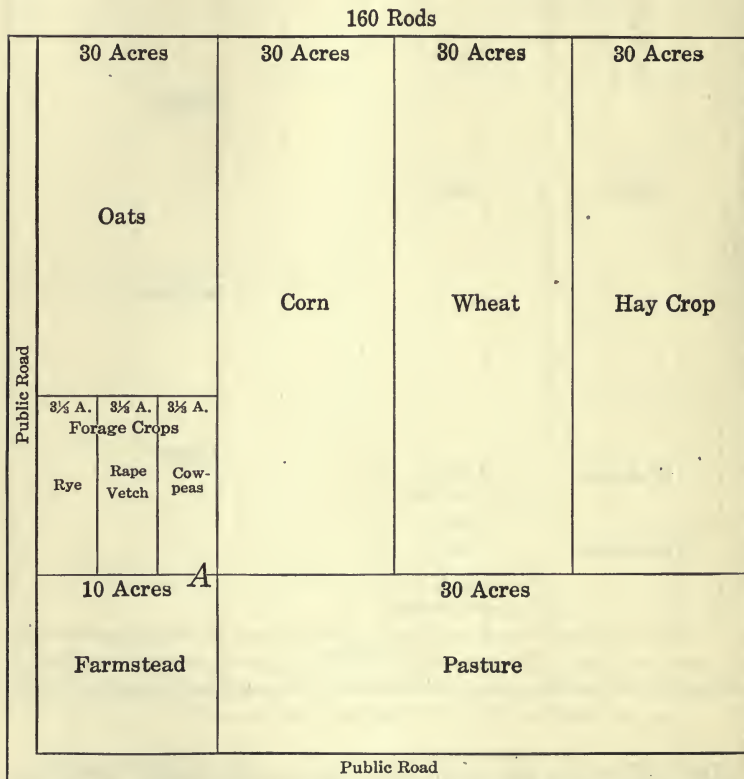 160 Rods
30 Acres 30 Acres 30 Acres 30 Acres
Oats
Corn Wheat Hay Crop
Public Road
3⅓ A. 3⅓ A. 3⅓ A.
Forage Crops
Rye
Rape
Vetch
Cow-
peas
A
10 Acres 30 Acres
Farmstead Pasture
Public Road